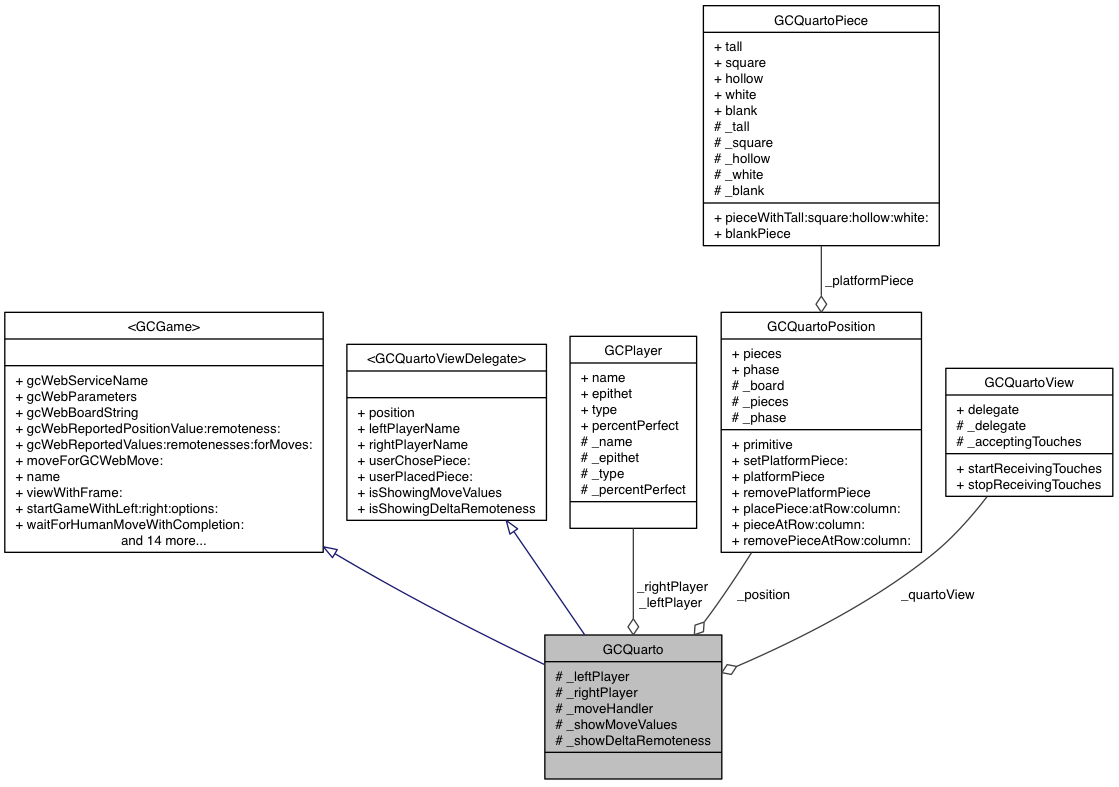 GCQuartoPiece
+ tall
+ square
+ hollow
+ white
+ blank
# _tall
# _square
# _hollow
# _white
# _blank
+ pieceWithTall:square:hollow:white:
+ blankPiece
_platformPiece
<GCGame>
+ gcWebServiceName
+ gcWebParameters
+ gcWebBoardString
+ gcWebReportedPositionValue:remoteness:
+ gcWebReportedValues:remotenesses:forMoves:
+ moveForGCWebMove:
+ name
+ viewWithFrame:
+ startGameWithLeft:right:options:
+ waitForHumanMoveWithCompletion:
and 14 more...
<GCQuartoViewDelegate>
+ position
+ leftPlayerName
+ rightPlayerName
+ userChosePiece:
+ userPlacedPiece:
+ isShowingMoveValues
+ isShowingDeltaRemoteness
GCPlayer
+ name
+ epithet
+ type
+ percentPerfect
# _name
# _epithet
# _type
# _percentPerfect
GCQuartoPosition
+ pieces
+ phase
# _board
# _pieces
# _phase
+ primitive
+ setPlatformPiece:
+ platformPiece
+ removePlatformPiece
+ placePiece:atRow:column:
+ pieceAtRow:column:
+ removePieceAtRow:column:
GCQuartoView
+ delegate
# _delegate
# _acceptingTouches
+ startReceivingTouches
+ stopReceivingTouches
_rightPlayer
_leftPlayer
_position
_quartoView
GCQuarto
# _leftPlayer
# _rightPlayer
# _moveHandler
# _showMoveValues
# _showDeltaRemoteness